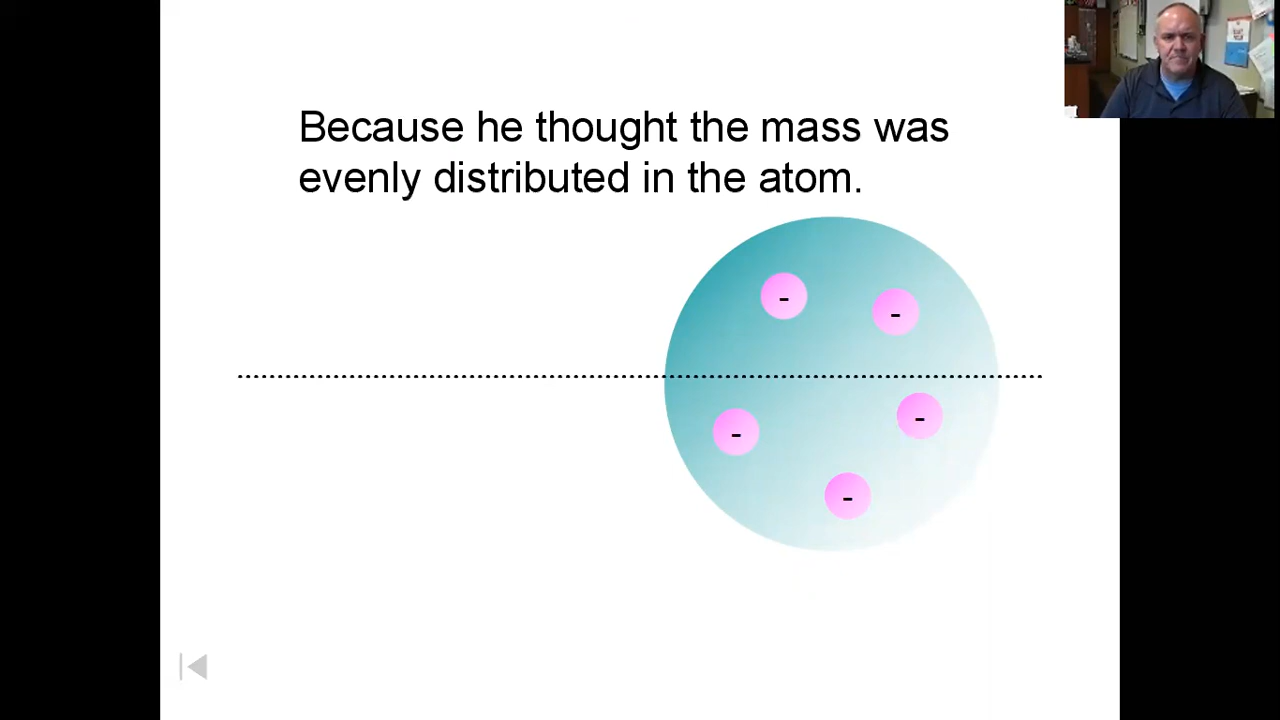 Because he thought the mass was
evenly distributed in the atom.
-
-
-
-
-